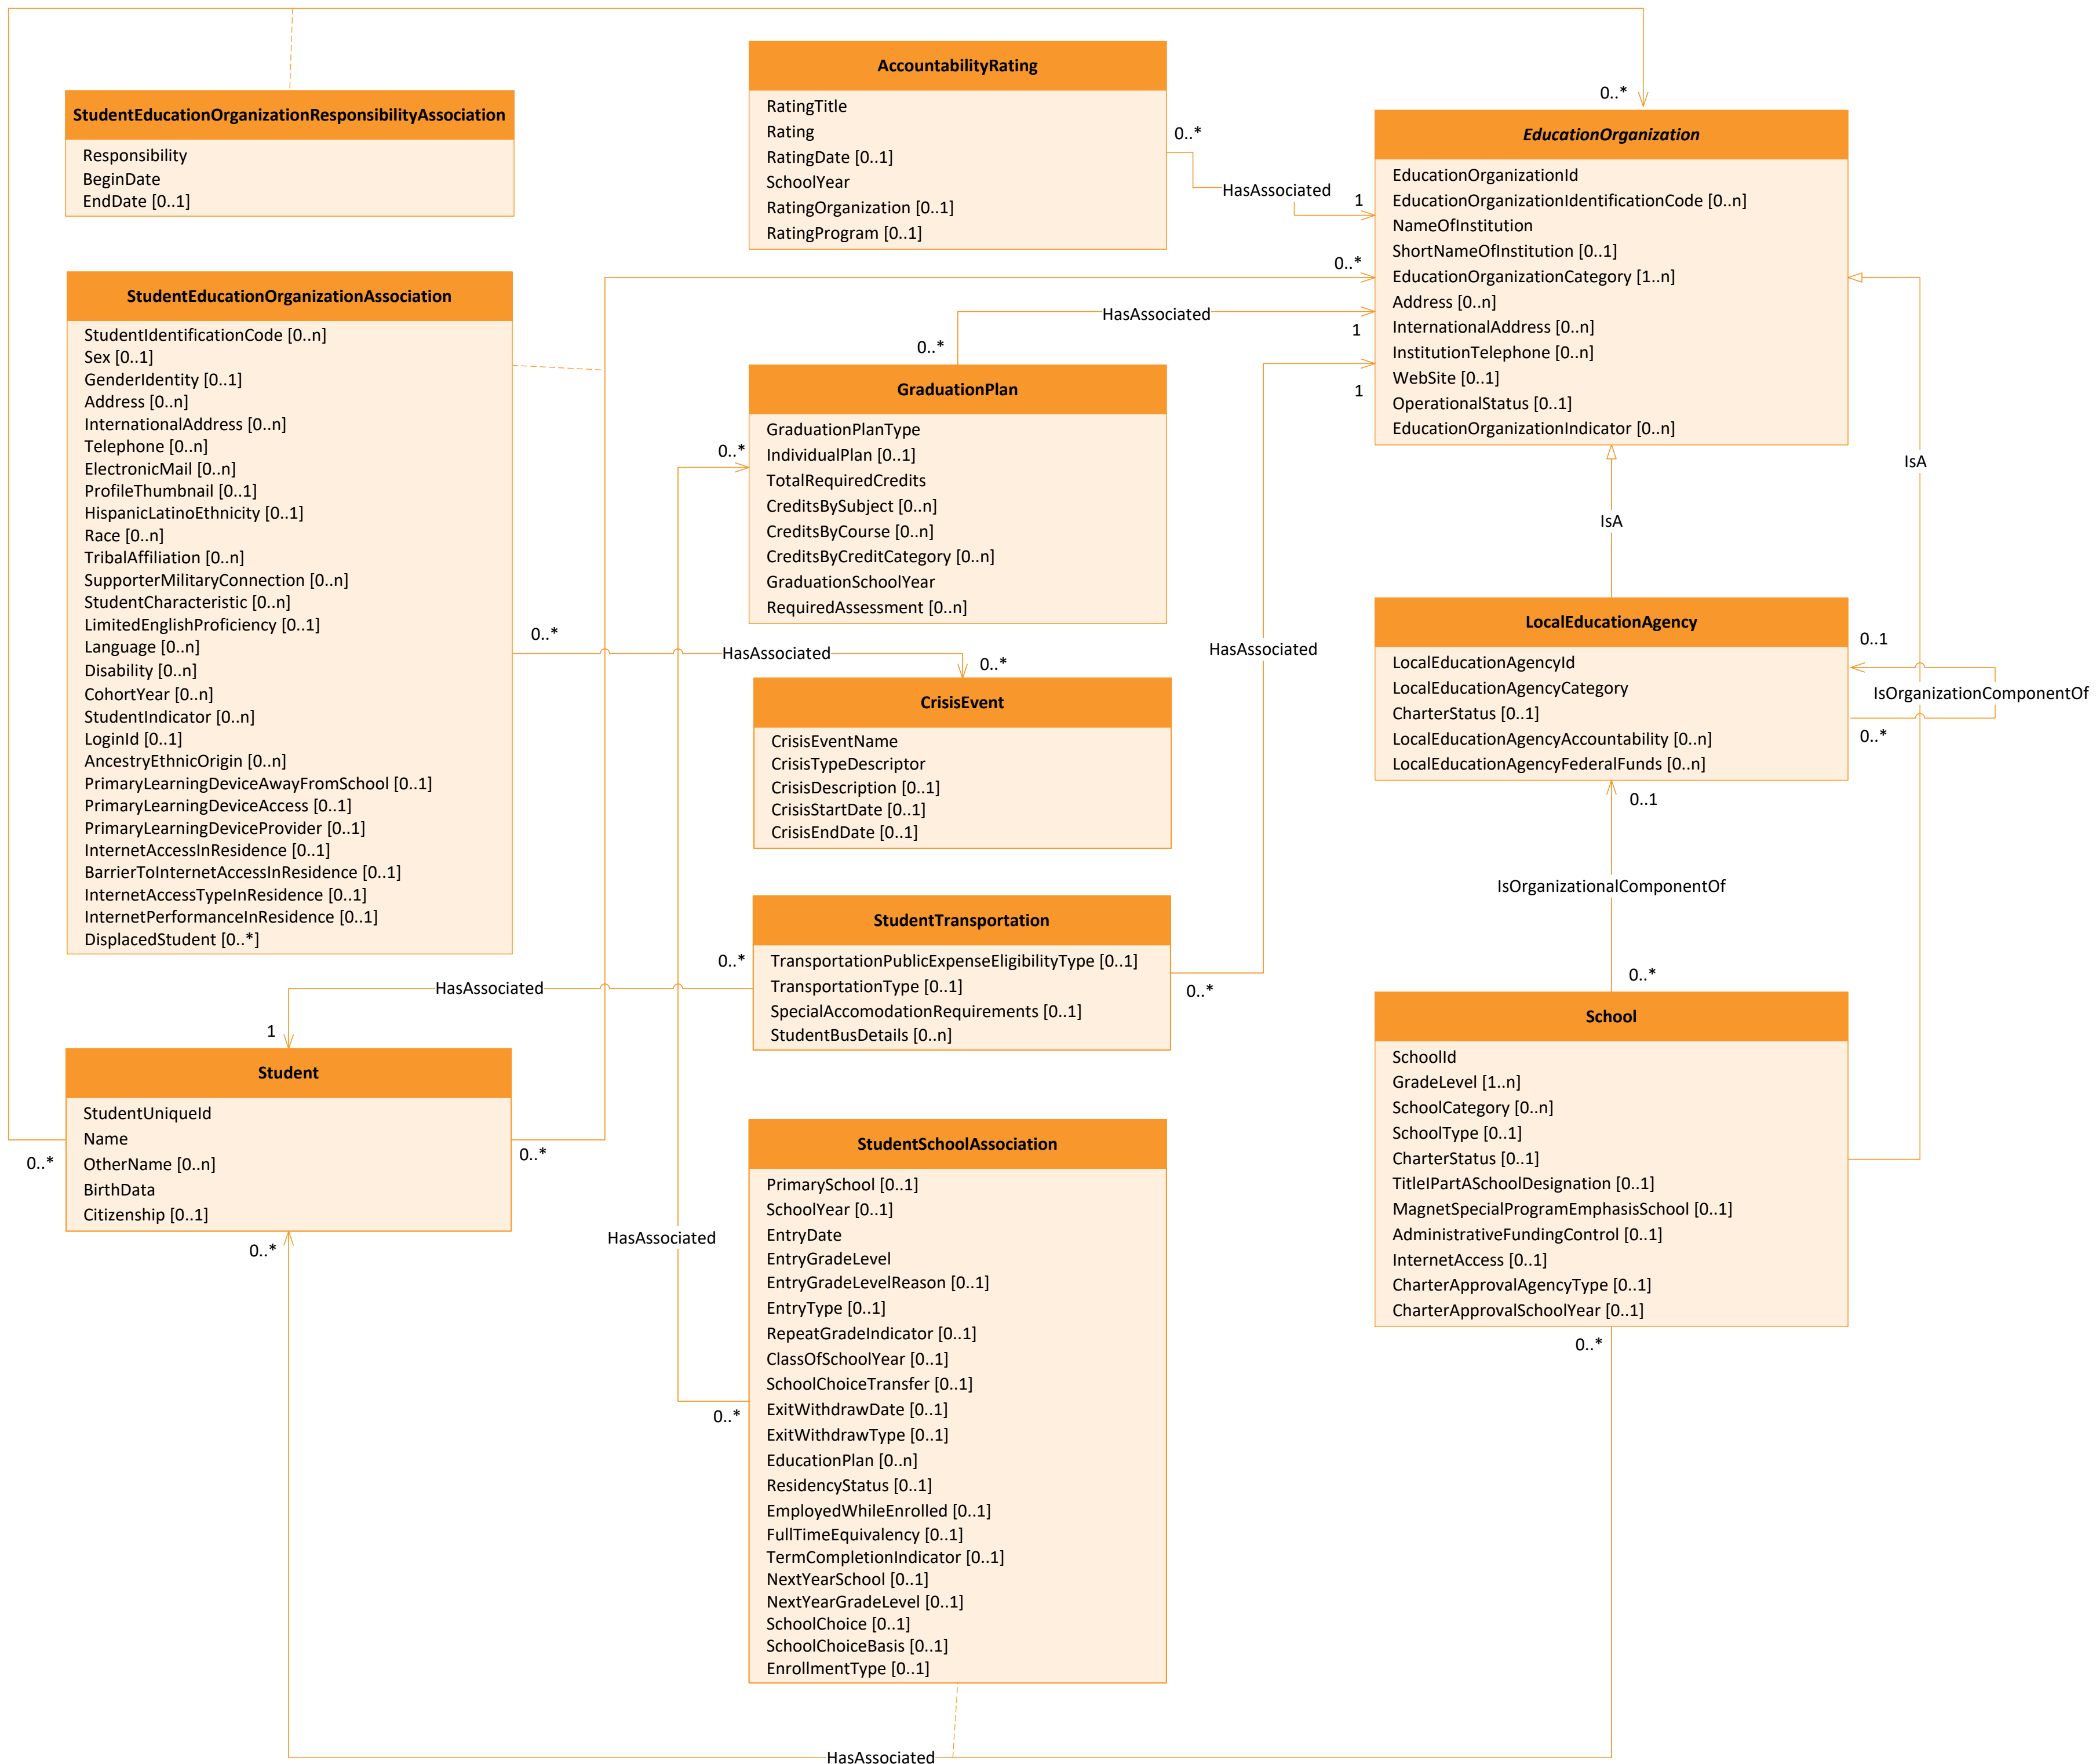 StudentEducationOrganizationResponsibilityAssociation
Responsibility
BeginDate
EndDate [0..1]
AccountabilityRating
RatingTitle
Rating
RatingDate [0..1]
SchoolYear
RatingOrganization [0..1]
RatingProgram [0..1]
0..*
HasAssociated
1
0..*
EducationOrganization
EducationOrganizationId
EducationOrganizationIdentificationCode [0..n]
NameOfInstitution
ShortNameOfInstitution [0..1]
EducationOrganizationCategory [1..n]
Address [0..n]
InternationalAddress [0..n]
InstitutionTelephone [0..n]
WebSite [0..1]
OperationalStatus [0..1]
EducationOrganizationIndicator [0..n]
0..*
HasAssociated
1
0..*
1
StudentEducationOrganizationAssociation
StudentIdentificationCode [0..n]
Sex [0..1]
GenderIdentity [0..1]
Address [0..n]
InternationalAddress [0..n]
Telephone [0..n]
ElectronicMail [0..n]
ProfileThumbnail [0..1]
HispanicLatinoEthnicity [0..1]
Race [0..n]
TribalAffiliation [0..n]
SupporterMilitaryConnection [0..n]
StudentCharacteristic [0..n]
LimitedEnglishProficiency [0..1]
Language [0..n]
Disability [0..n]
CohortYear [0..n]
StudentIndicator [0..n]
LoginId [0..1]
AncestryEthnicOrigin [0..n]
PrimaryLearningDeviceAwayFromSchool [0..1]
PrimaryLearningDeviceAccess [0..1]
PrimaryLearningDeviceProvider [0..1]
InternetAccessInResidence [0..1]
BarrierToInternetAccessInResidence [0..1]
InternetAccessTypeInResidence [0..1]
InternetPerformanceInResidence [0..1]
DisplacedStudent [0..*]
GraduationPlan
GraduationPlanType
IndividualPlan [0..1]
TotalRequiredCredits
CreditsBySubject [0..n]
CreditsByCourse [0..n]
CreditsByCreditCategory [0..n]
GraduationSchoolYear
RequiredAssessment [0..n]
0..*
0..*
HasAssociated
0..*
CrisisEvent
CrisisEventName
CrisisTypeDescriptor
CrisisDescription [0..1]
CrisisStartDate [0..1]
CrisisEndDate [0..1]
HasAssociated
IsA
IsA
LocalEducationAgency
LocalEducationAgencyId
LocalEducationAgencyCategory
CharterStatus [0..1]
LocalEducationAgencyAccountability [0..n]
LocalEducationAgencyFederalFunds [0..n]
0..1
IsOrganizationComponentOf
0..*
0..1
IsOrganizationalComponentOf
0..*
StudentTransportation
TransportationPublicExpenseEligibilityType [0..1]
TransportationType [0..1]
SpecialAccomodationRequirements [0..1]
StudentBusDetails [0..n]
0..*
0..*
HasAssociated
1
Student
StudentUniqueId
Name
OtherName [0..n]
BirthData
Citizenship [0..1]
0..*
0..*
0..*
HasAssociated
0..*
StudentSchoolAssociation
PrimarySchool [0..1]
SchoolYear [0..1]
EntryDate
EntryGradeLevel
EntryGradeLevelReason [0..1]
EntryType [0..1]
RepeatGradeIndicator [0..1]
ClassOfSchoolYear [0..1]
SchoolChoiceTransfer [0..1]
ExitWithdrawDate [0..1]
ExitWithdrawType [0..1]
EducationPlan [0..n]
ResidencyStatus [0..1]
EmployedWhileEnrolled [0..1]
FullTimeEquivalency [0..1]
TermCompletionIndicator [0..1]
NextYearSchool [0..1]
NextYearGradeLevel [0..1]
SchoolChoice [0..1]
SchoolChoiceBasis [0..1]
EnrollmentType [0..1]
School
SchoolId
GradeLevel [1..n]
SchoolCategory [0..n]
SchoolType [0..1]
CharterStatus [0..1]
TitleIPartASchoolDesignation [0..1]
MagnetSpecialProgramEmphasisSchool [0..1]
AdministrativeFundingControl [0..1]
InternetAccess [0..1]
CharterApprovalAgencyType [0..1]
CharterApprovalSchoolYear [0..1]
0..*
HasAssociated